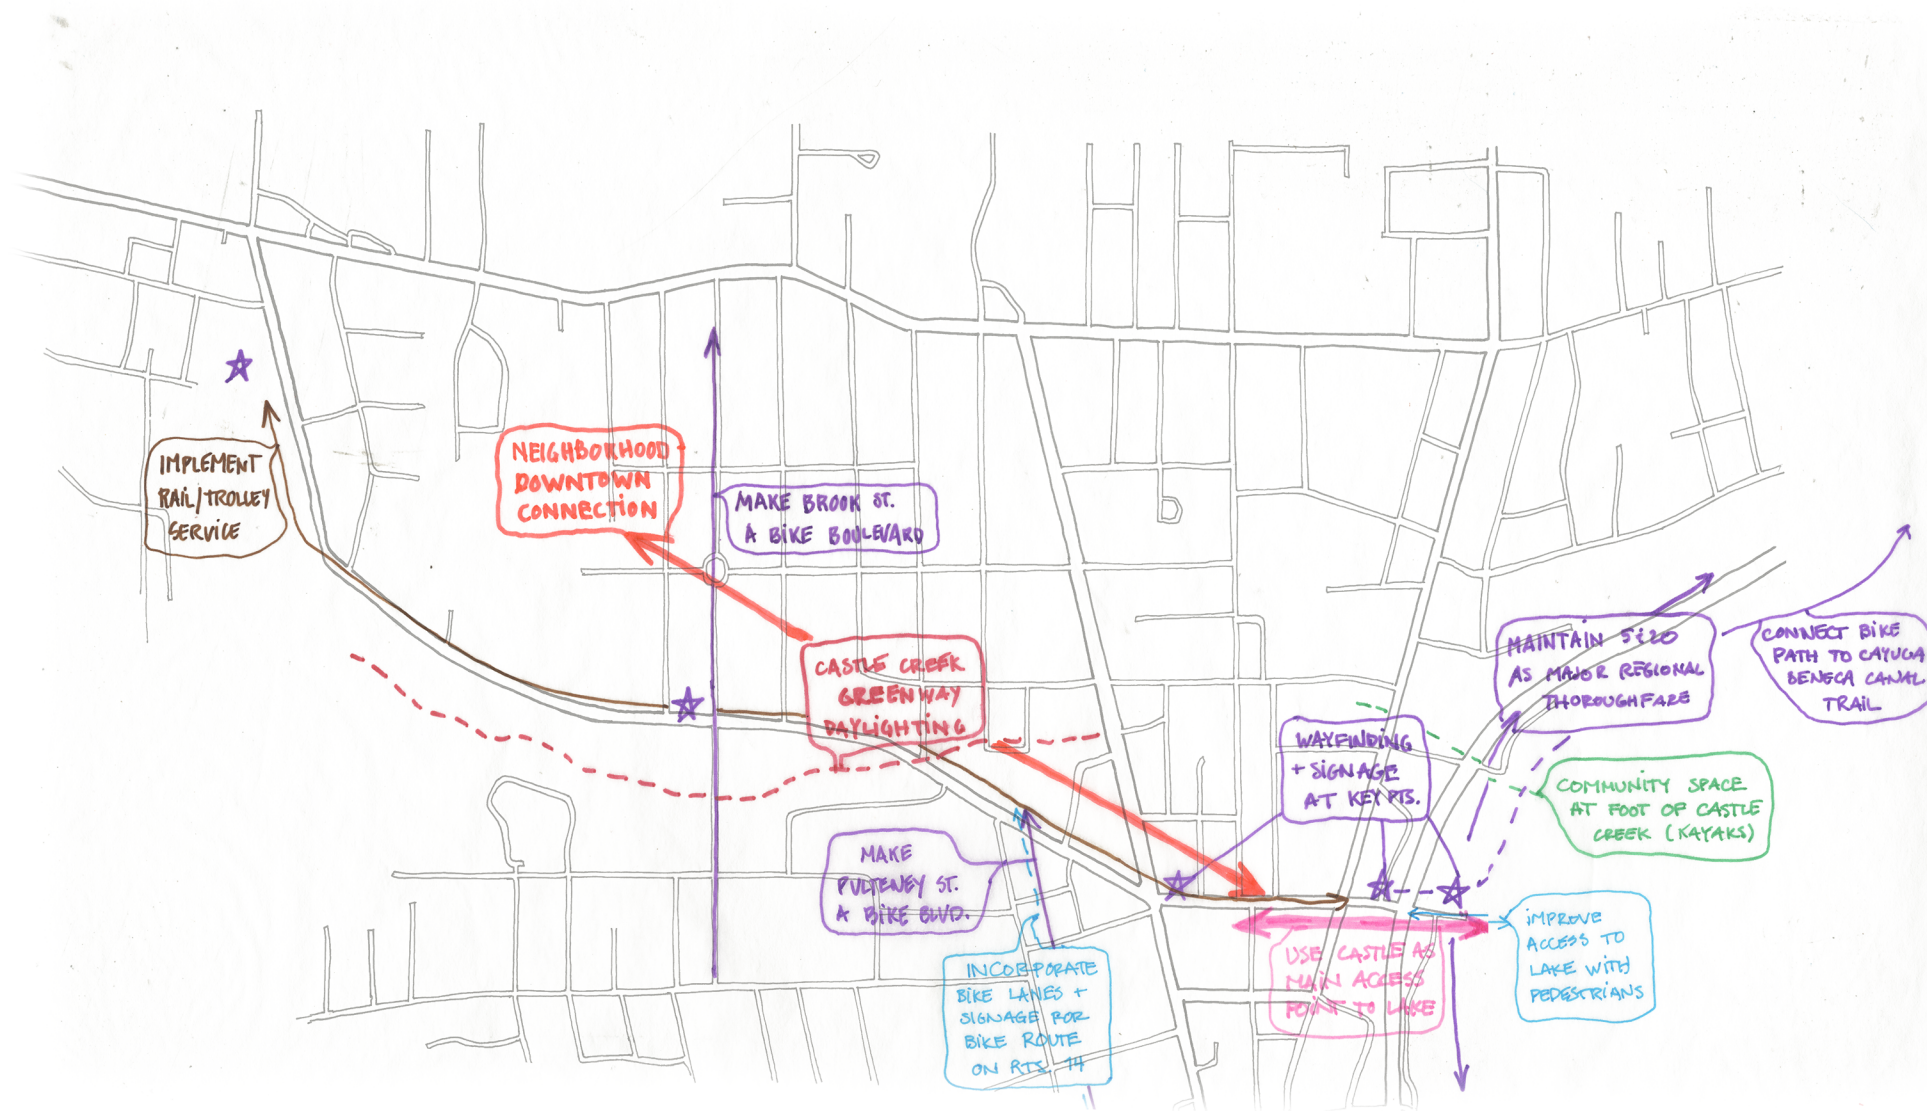 IMPLEMENT
RAIL/TROLLEY
SERVICE
NEIGHBORHOOD
DOWNTOWN
CONNECTION
MAKE BROOK ST.
A BIKE BOULEVARD
CASTLE CREEK
GREENWAY
DAYLIGHTING
MAINTAIN 5&20
AS MAJOR REGIONAL
THOROUGHFARE
CONNECT BIKE
PATH TO CAYUGA
SENECA CANAL
TRAIL
WAYFINDING
+ SIGNAGE
AT KEY PTS.
COMMUNITY SPACE
AT FOOT OF CASTLE
CREEK (KAYAKS)
MAKE
PULTENEY ST.
A BIKE BLVD.
INCORPORATE
BIKE LANES +
SIGNAGE FOR
BIKE ROUTE
ON RTS. 14
USE CASTLE AS
MAIN ACCESS
POINT TO LAKE
IMPROVE
ACCESS TO
LAKE WITH
PEDESTRIANS